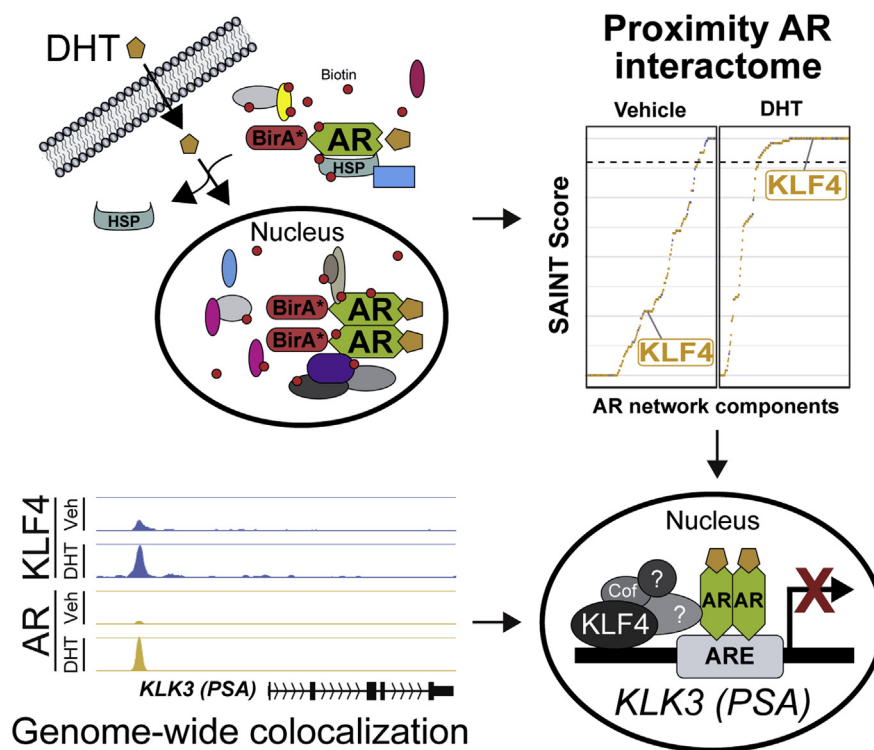 DHT
Biotin
BirA*
AR
HSP
HSP
Nucleus
BirA*
AR
BirA*
AR
Proximity AR
interactome
Vehicle
DHT
KLF4
KLF4
SAINT Score
AR network components
KLF4
Veh
DHT
AR
Veh
DHT
KLK3 (PSA)
Genome-wide colocalization
Nucleus
Cof
?
?
KLF4
AR
AR
X
ARE
KLK3 (PSA)